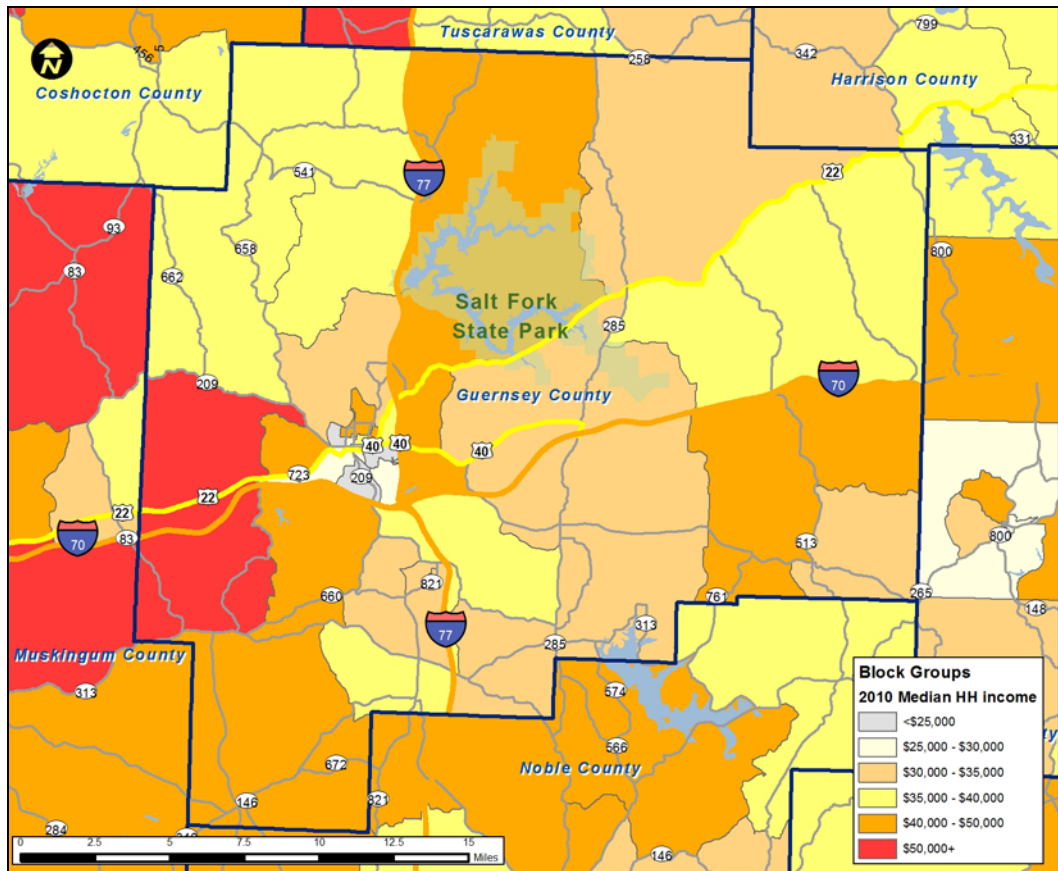 Tuscarawas County
799
456
342
258
N
Harrison County
Coshocton County
331
541
22
77
93
658
800
83
662
Salt Fork
State Park
285
70
209
Guernsey County
40
40
40
723
209
22
22
83
70
513
800
821
265
660
761
148
77
313
285
Muskingum County
313
574
566
Noble County
672
146
821
284
146
Block Groups
2010 Median HH income
<$25,000
$25,000 - $30,000
$30,000 - $35,000
$35,000 - $40,000
$40,000 - $50,000
$50,000+
0 2.5 5 7.5 10 12.5 15
Miles